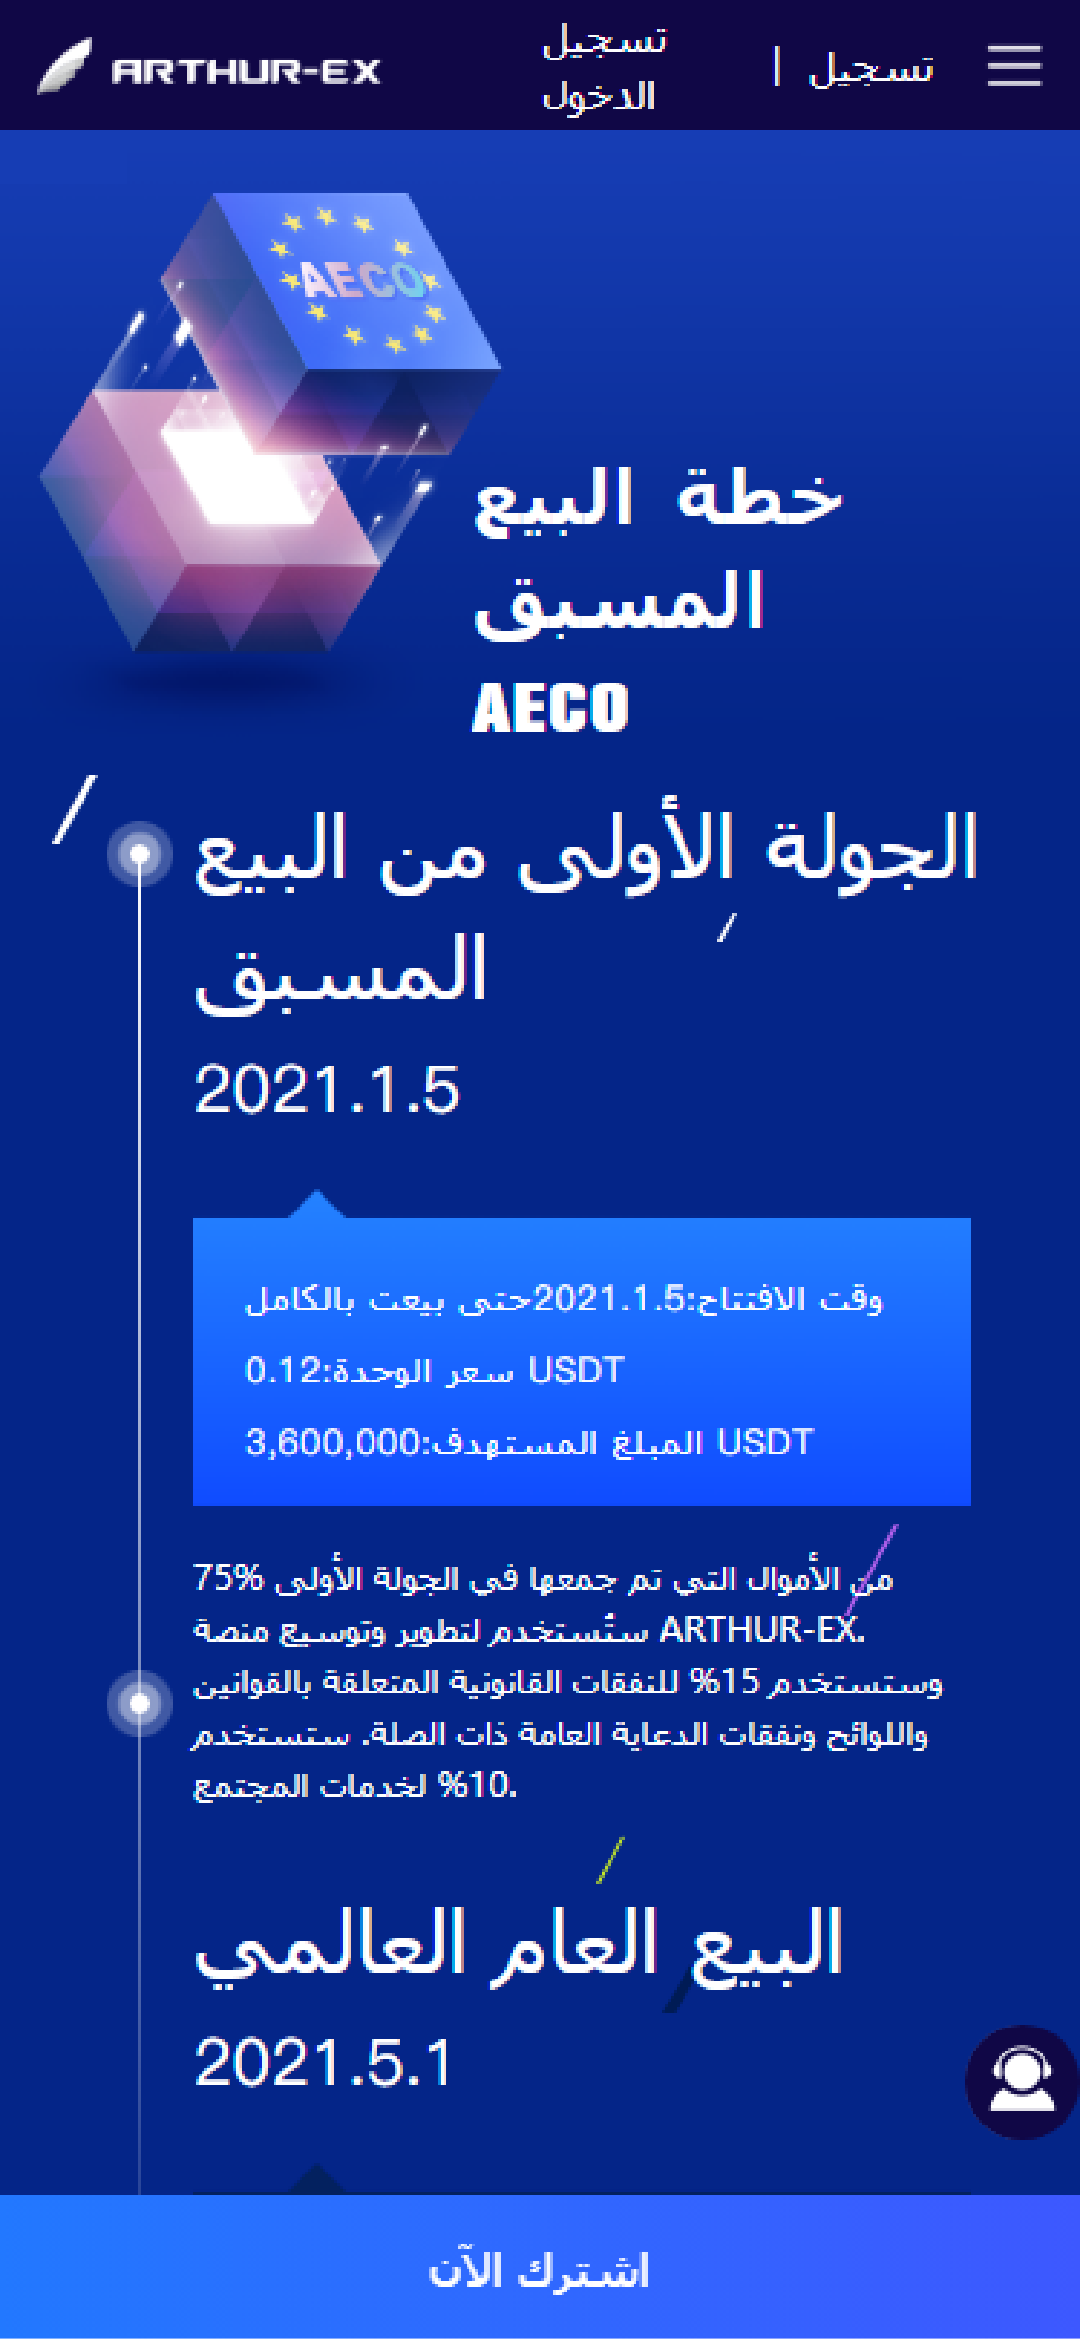 ARTHUR-EX
تسجيل
الدخول
|
تسجيل
AECO
خطة البيع
المسبق
AECO
الجولة الأولى من البيع
المسبق
2021.1.5
وقت الافتتاح:2021.1.5حتى بيعت بالكامل
0.12:سعر الوحدة USDT
3,600,000:المبلغ المستهدف USDT
75% من الأموال التي تم جمعها في الجولة الأولى
ستُستخدم لتطوير وتوسيع منصة ARTHUR-EX.
وستستخدم 15% للنفقات القانونية المتعلقة بالقوانين
واللوائح ونفقات الدعاية العامة ذات الصلة. ستستخدم
10% لخدمات المجتمع.
البيع العام العالمي
2021.5.1
اشترك الآن